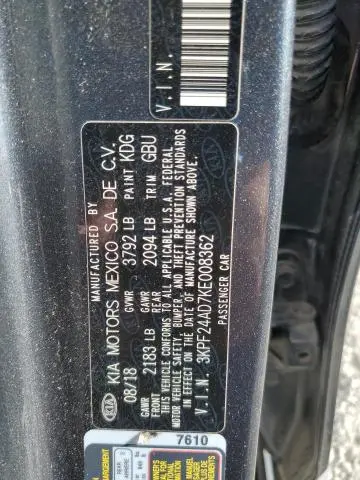 MANUFACTURED BY
KIA KIA MOTORS MEXICO S.A. DE C.V.
08/18 GVWR 3792 LB PAINT KDG
GAWR FRONT 2183 LB GAWR REAR 2094 LB TRIM GBU
THIS VEHICLE CONFORMS TO ALL APPLICABLE U.S.A. FEDERAL
MOTOR VEHICLE SAFETY, BUMPER, AND THEFT PREVENTION STANDARDS
IN EFFECT ON THE DATE OF MANUFACTURE SHOWN ABOVE.
V.I.N. 3KPF24AD7KE008362
PASSENGER CAR
V.I.N.
7610
REAR